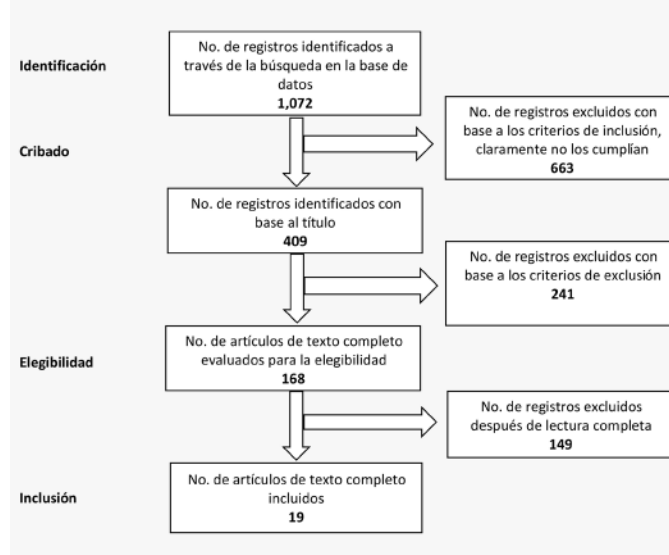 Identificación
No. de registros identificados a
través de la búsqueda en la base de
datos
1,072
Cribado
No. de registros excluidos con
base a los criterios de inclusión,
claramente no los cumplían
663
No. de registros identificados con
base al título
409
No. de registros excluidos con
base a los criterios de exclusión
241
Elegibilidad
No. de artículos de texto completo
evaluados para la elegibilidad
168
No. de registros excluidos
después de lectura completa
149
Inclusión
No. de artículos de texto completo
incluidos
19